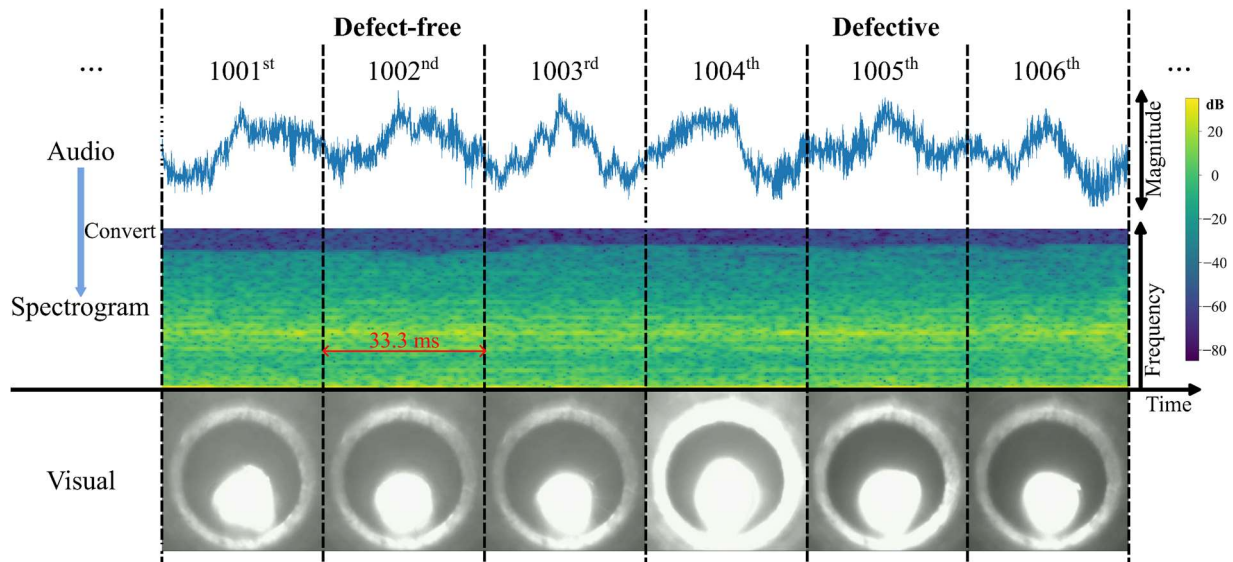 Defect-free
Defective
...
1001st
1002nd
1003rd
1004th
1005th
1006th
...
Audio
Magnitude
dB
20
0
−20
−40
−60
−80
Convert
Spectrogram
33.3 ms
Frequency
Time
Visual